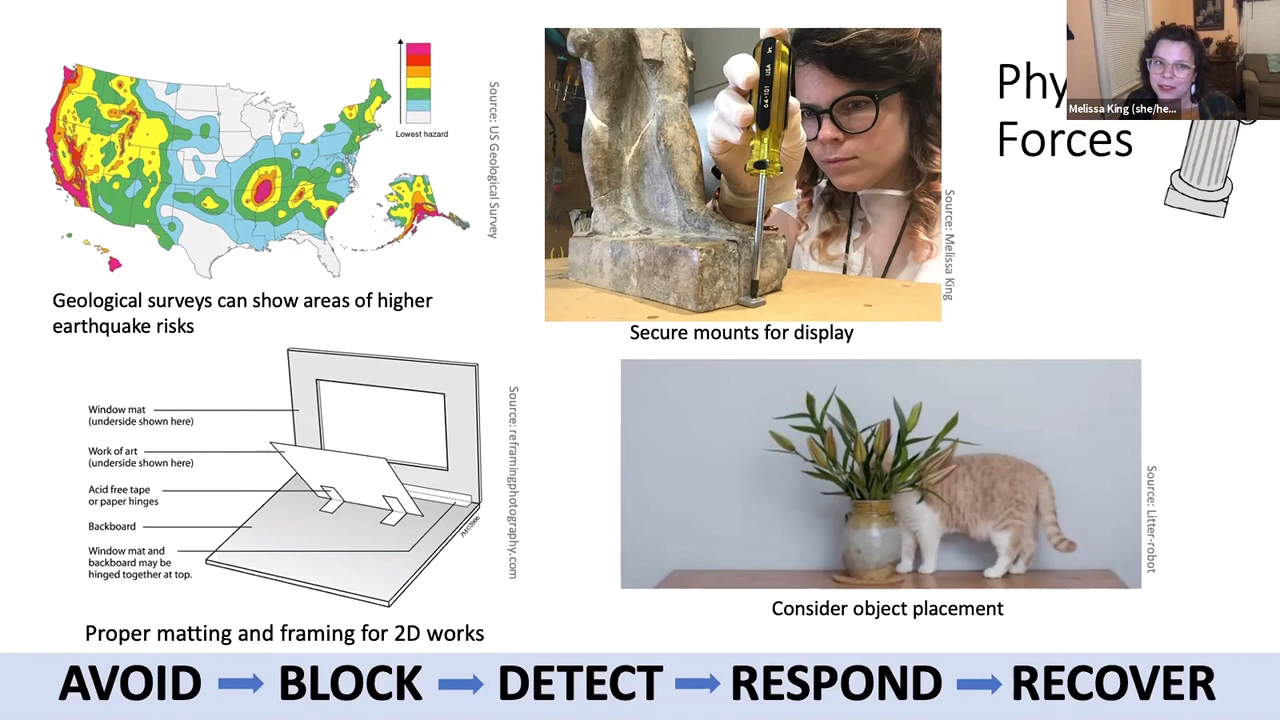 Phy
Forces
Melissa King (she/he...
Lowest hazard
Source: US Geological Survey
Geological surveys can show areas of higher
earthquake risks
64-101
USA
Source: Melissa King
Secure mounts for display
Window mat
(underside shown here)
Work of art
(underside shown here)
Acid free tape
or paper hinges
Backboard
Window mat and
backboard may be
hinged together at top.
Source: reframingphotography.com
Proper matting and framing for 2D works
Source: Litter-robot
Consider object placement
AVOID → BLOCK → DETECT → RESPOND → RECOVER